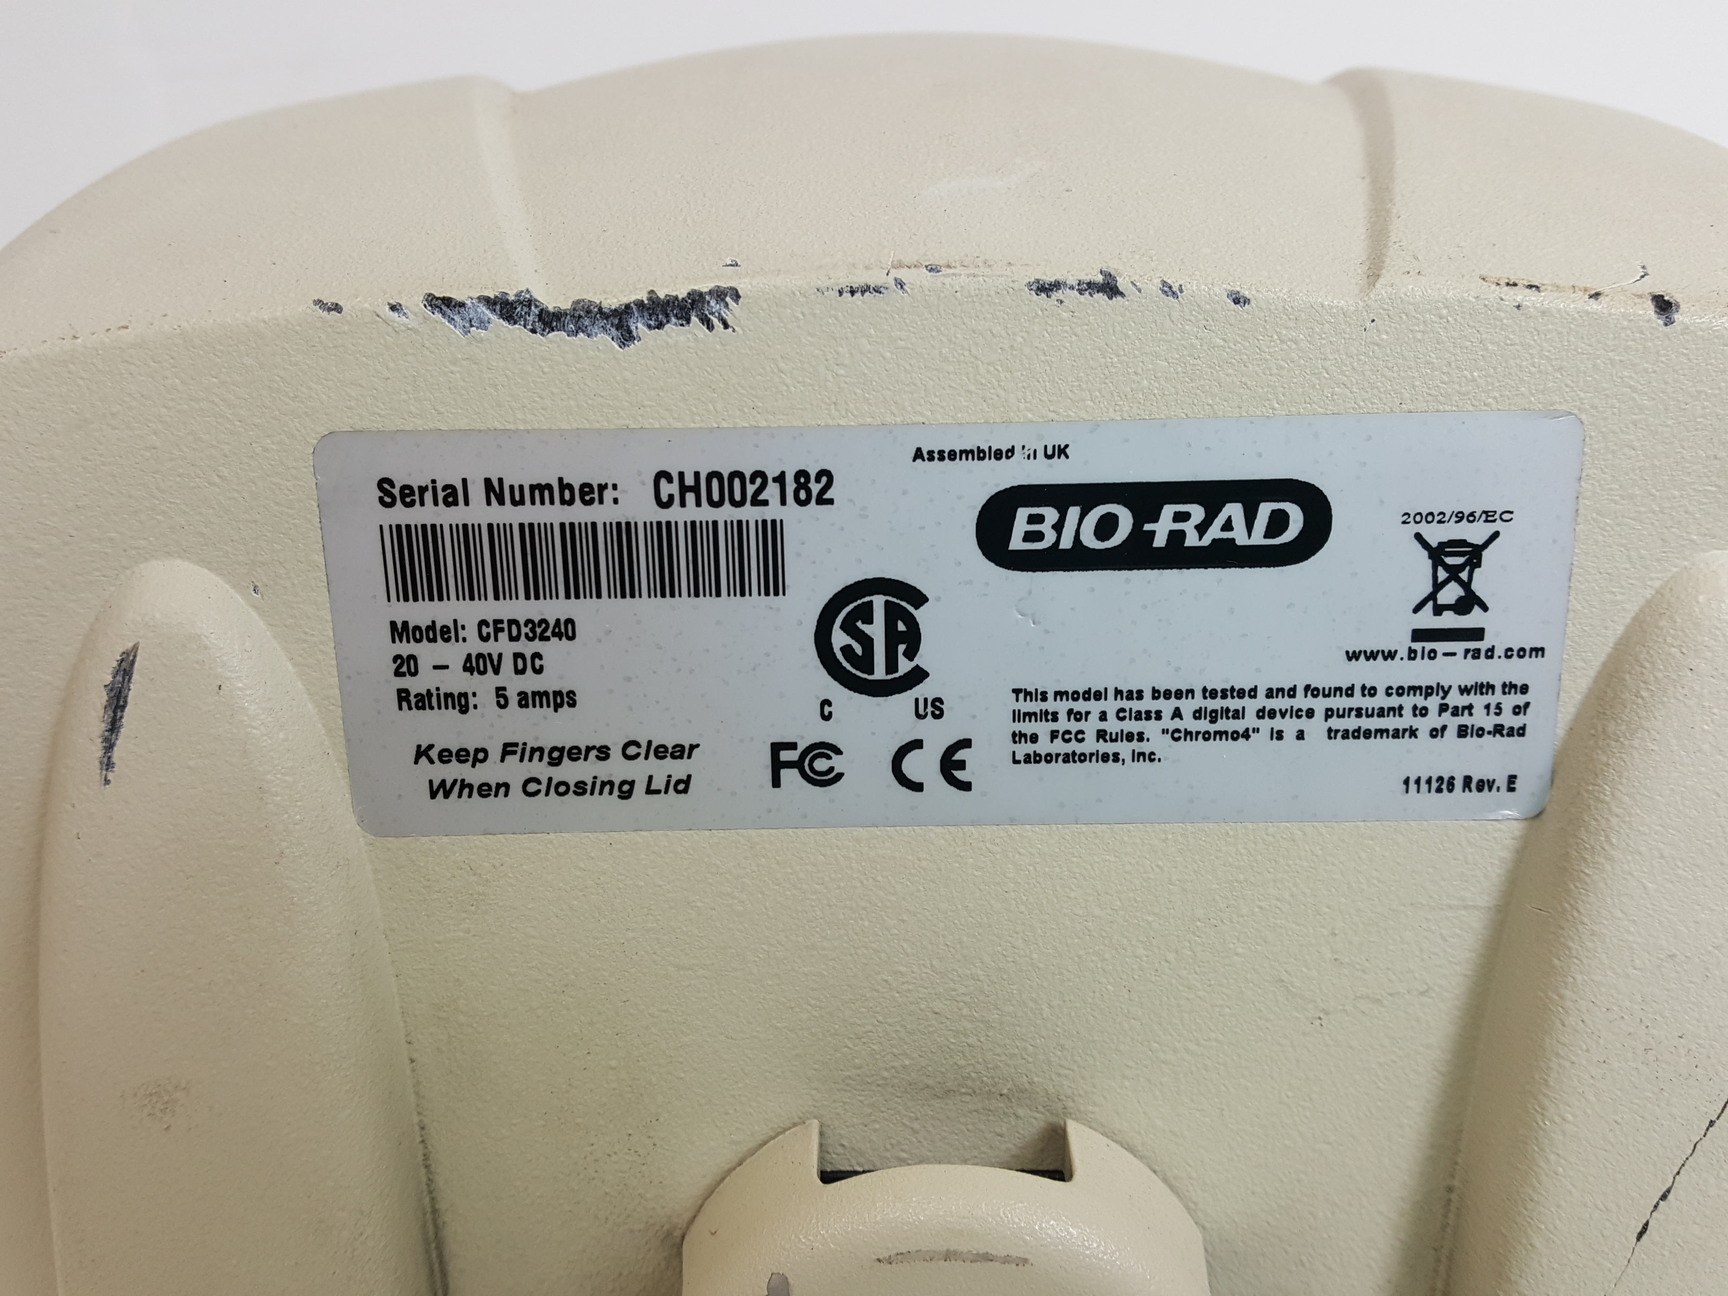 Assembled in UK
Serial Number: CH002182
BIO-RAD
2002/96/EC
Model: CFD3240
20 – 40V DC
Rating: 5 amps
SA
C US
www.bio–rad.com
This model has been tested and found to comply with the
limits for a Class A digital device pursuant to Part 15 of
the FCC Rules. "Chromo4" is a trademark of Bio-Rad
Laboratories, Inc.
Keep Fingers Clear
When Closing Lid
FC CE
11126 Rev. E